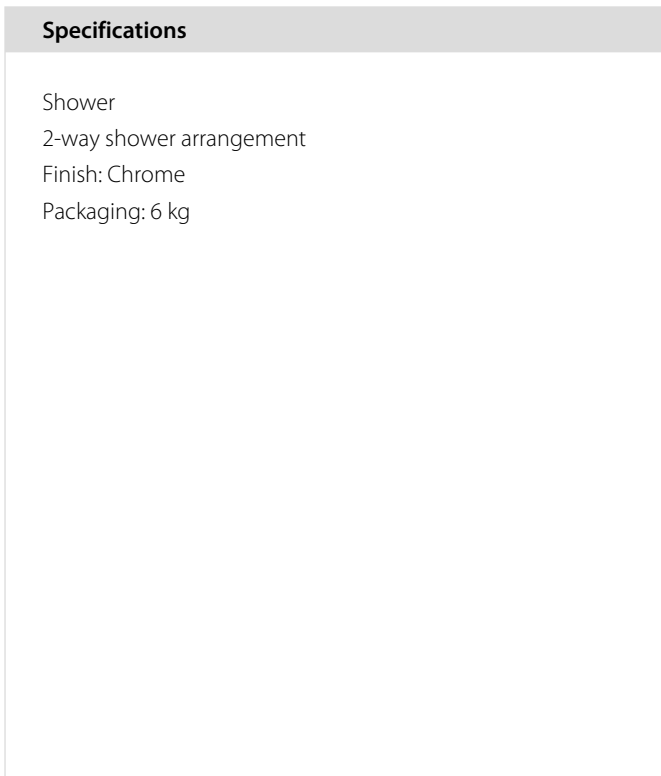 Specifications
Shower
2-way shower arrangement
Finish: Chrome
Packaging: 6 kg